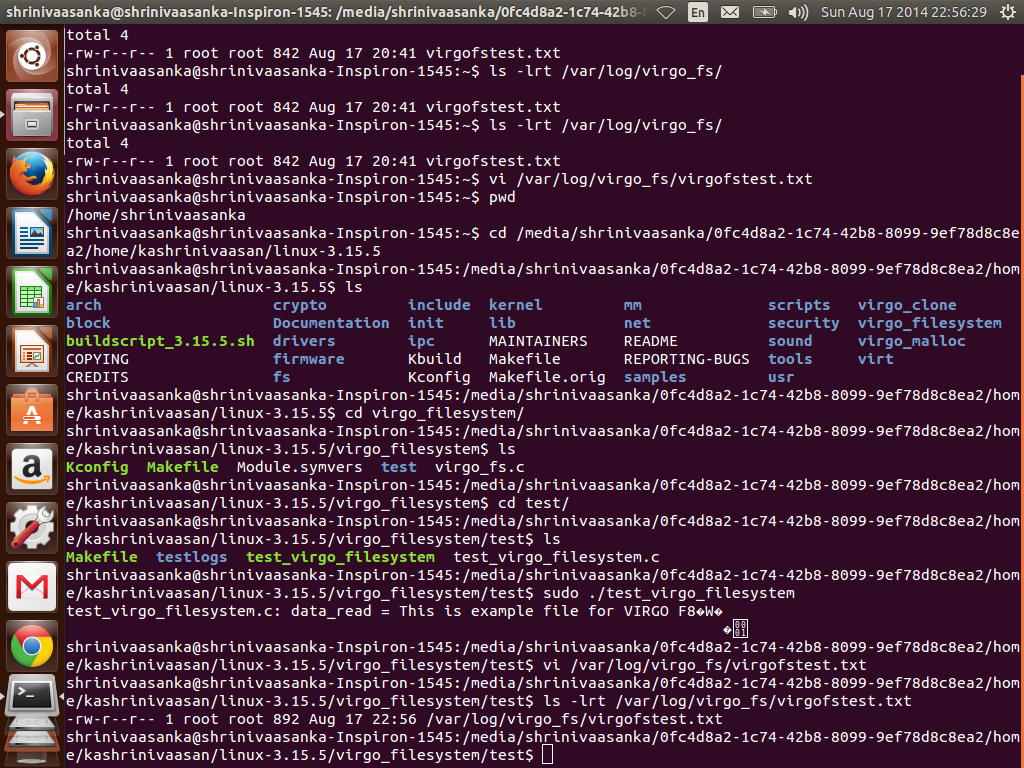 shrinivaasanka@shrinivaasanka-Inspiron-1545: /media/shrinivaasanka/0fc4d8a2-1c74-42b8-8 En Sun Aug 17 2014 22:56:29
total 4
-rw-r--r-- 1 root root 842 Aug 17 20:41 virgofstest.txt
shrinivaasanka@shrinivaasanka-Inspiron-1545:~$ ls -lrt /var/log/virgo_fs/
total 4
-rw-r--r-- 1 root root 842 Aug 17 20:41 virgofstest.txt
shrinivaasanka@shrinivaasanka-Inspiron-1545:~$ ls -lrt /var/log/virgo_fs/
total 4
-rw-r--r-- 1 root root 842 Aug 17 20:41 virgofstest.txt
shrinivaasanka@shrinivaasanka-Inspiron-1545:~$ vi /var/log/virgo_fs/virgofstest.txt
shrinivaasanka@shrinivaasanka-Inspiron-1545:~$ pwd
/home/shrinivaasanka
shrinivaasanka@shrinivaasanka-Inspiron-1545:~$ cd /media/shrinivaasanka/0fc4d8a2-1c74-42b8-8099-9ef78d8c8e
a2/home/kashrinivaasan/linux-3.15.5
shrinivaasanka@shrinivaasanka-Inspiron-1545:/media/shrinivaasanka/0fc4d8a2-1c74-42b8-8099-9ef78d8c8ea2/hom
e/kashrinivaasan/linux-3.15.5$ ls
arch crypto include kernel mm scripts virgo_clone
block Documentation init lib net security virgo_filesystem
buildscript_3.15.5.sh drivers ipc MAINTAINERS README sound virgo_malloc
COPYING firmware Kbuild Makefile REPORTING-BUGS tools virt
CREDITS fs Kconfig Makefile.orig samples usr
shrinivaasanka@shrinivaasanka-Inspiron-1545:/media/shrinivaasanka/0fc4d8a2-1c74-42b8-8099-9ef78d8c8ea2/hom
e/kashrinivaasan/linux-3.15.5$ cd virgo_filesystem/
shrinivaasanka@shrinivaasanka-Inspiron-1545:/media/shrinivaasanka/0fc4d8a2-1c74-42b8-8099-9ef78d8c8ea2/hom
e/kashrinivaasan/linux-3.15.5/virgo_filesystem$ ls
Kconfig Makefile Module.symvers test virgo_fs.c
shrinivaasanka@shrinivaasanka-Inspiron-1545:/media/shrinivaasanka/0fc4d8a2-1c74-42b8-8099-9ef78d8c8ea2/hom
e/kashrinivaasan/linux-3.15.5/virgo_filesystem$ cd test/
shrinivaasanka@shrinivaasanka-Inspiron-1545:/media/shrinivaasanka/0fc4d8a2-1c74-42b8-8099-9ef78d8c8ea2/hom
e/kashrinivaasan/linux-3.15.5/virgo_filesystem/test$ ls
Makefile testlogs test_virgo_filesystem test_virgo_filesystem.c
shrinivaasanka@shrinivaasanka-Inspiron-1545:/media/shrinivaasanka/0fc4d8a2-1c74-42b8-8099-9ef78d8c8ea2/hom
e/kashrinivaasan/linux-3.15.5/virgo_filesystem/test$ sudo ./test_virgo_filesystem
test_virgo_filesystem.c: data_read = This is example file for VIRGO F8�W�
�
shrinivaasanka@shrinivaasanka-Inspiron-1545:/media/shrinivaasanka/0fc4d8a2-1c74-42b8-8099-9ef78d8c8ea2/hom
e/kashrinivaasan/linux-3.15.5/virgo_filesystem/test$ vi /var/log/virgo_fs/virgofstest.txt
shrinivaasanka@shrinivaasanka-Inspiron-1545:/media/shrinivaasanka/0fc4d8a2-1c74-42b8-8099-9ef78d8c8ea2/hom
e/kashrinivaasan/linux-3.15.5/virgo_filesystem/test$ ls -lrt /var/log/virgo_fs/virgofstest.txt
-rw-r--r-- 1 root root 892 Aug 17 22:56 /var/log/virgo_fs/virgofstest.txt
shrinivaasanka@shrinivaasanka-Inspiron-1545:/media/shrinivaasanka/0fc4d8a2-1c74-42b8-8099-9ef78d8c8ea2/hom
e/kashrinivaasan/linux-3.15.5/virgo_filesystem/test$